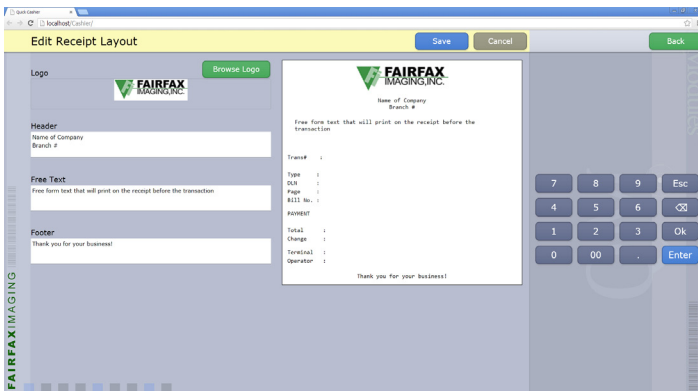 Quick Cashier
localhost/Cashier/
Edit Receipt Layout
Save
Cancel
Back
Logo
Browse Logo
FAIRFAX
IMAGING, INC.
Header
Name of Company
Branch #
Free Text
Free form text that will print on the receipt before the transaction
Footer
Thank you for your business!
FAIRFAX
IMAGING, INC.
Name of Company
Branch #
Free form text that will print on the receipt before the
transaction
Trans# :
Type :
DLN :
Page :
Bill No. :
PAYMENT
Total :
Change :
Terminal :
Operator :
Thank you for your business!
7 8 9 Esc
4 5 6
1 2 3 Ok
0 00 . Enter
FAIRFAX IMAGING
Modules